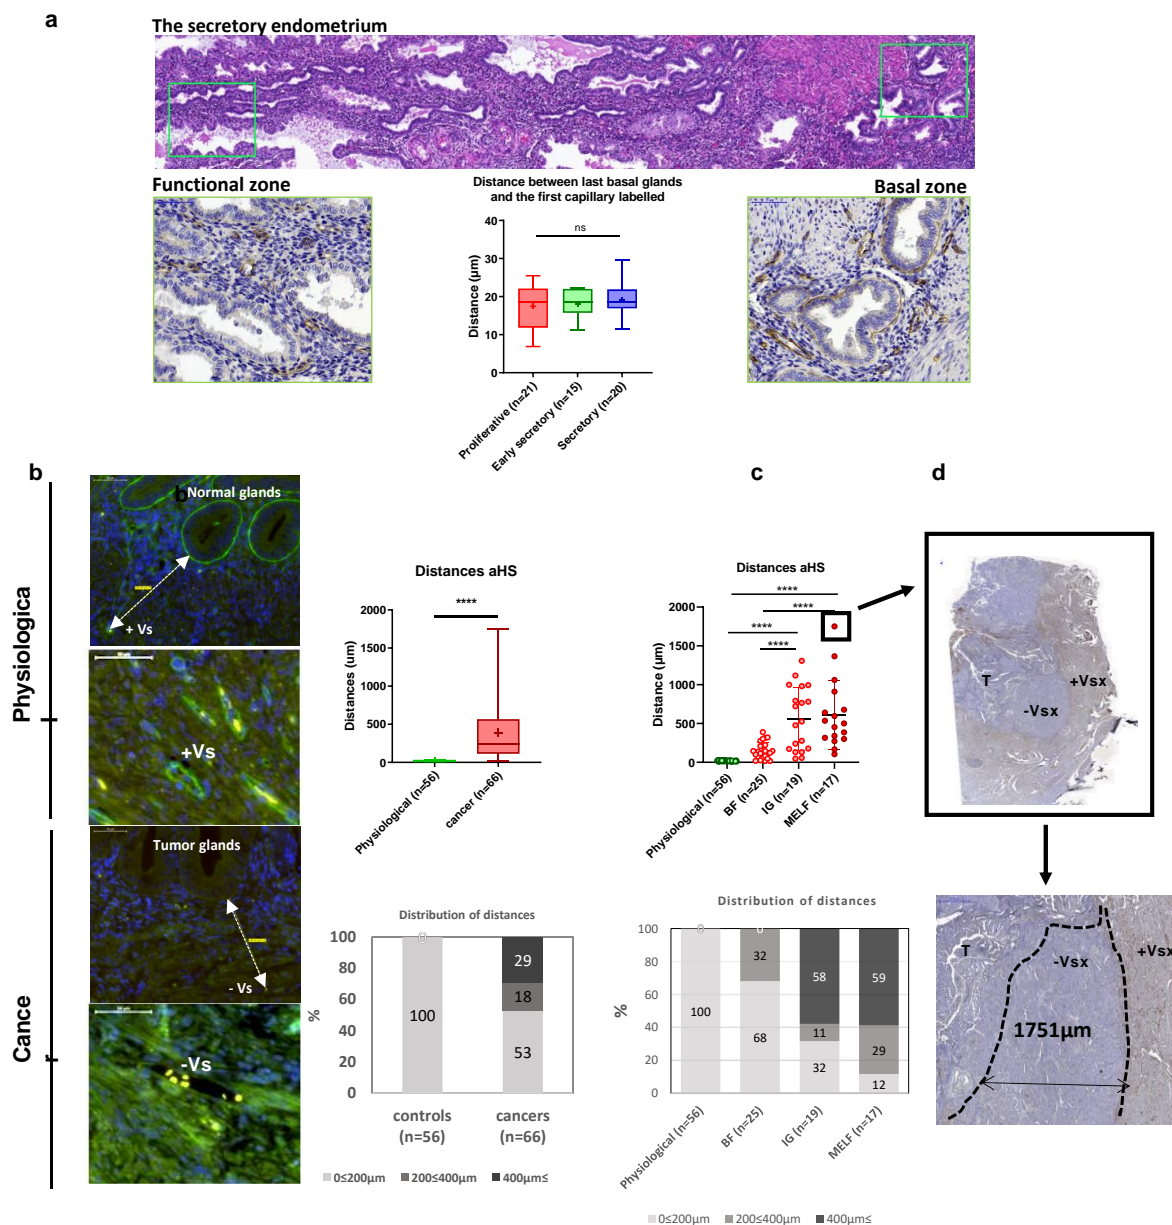 a
The secretory endometrium
Functional zone
Distance between last basal glands
and the first capillary labelled
Basal zone
40
30
20
10
0
Distance (µm)
ns
Proliferative (n=21)
Early secretory (n=15)
Secretory (n=20)
b
Physiologica
b
Normal glands
+ Vs
+Vs
Cance
Tumor glands
- Vs
-Vs
Distances aHS
****
2000
1500
1000
500
0
Distances (um)
Physiological (n=56)
cancer (n=66)
Distribution of distances
100
80
60
40
20
0
%
0
100
29
18
53
controls
(n=56)
cancers
(n=66)
0≤200µm
200≤400µm
400µm≤
c
Distances aHS
****
****
****
****
2000
1500
1000
500
0
Distance (µm)
Physiological (n=56)
BF (n=25)
IG (n=19)
MELF (n=17)
Distribution of distances
100
80
60
40
20
0
%
0
100
0
32
68
58
11
32
59
29
12
Physiological (n=56)
BF (n=25)
IG (n=19)
MELF (n=17)
0≤200µm
200≤400µm
400µm≤
d
T
+Vsx
-Vsx
T
-Vsx
+Vsx
1751µm